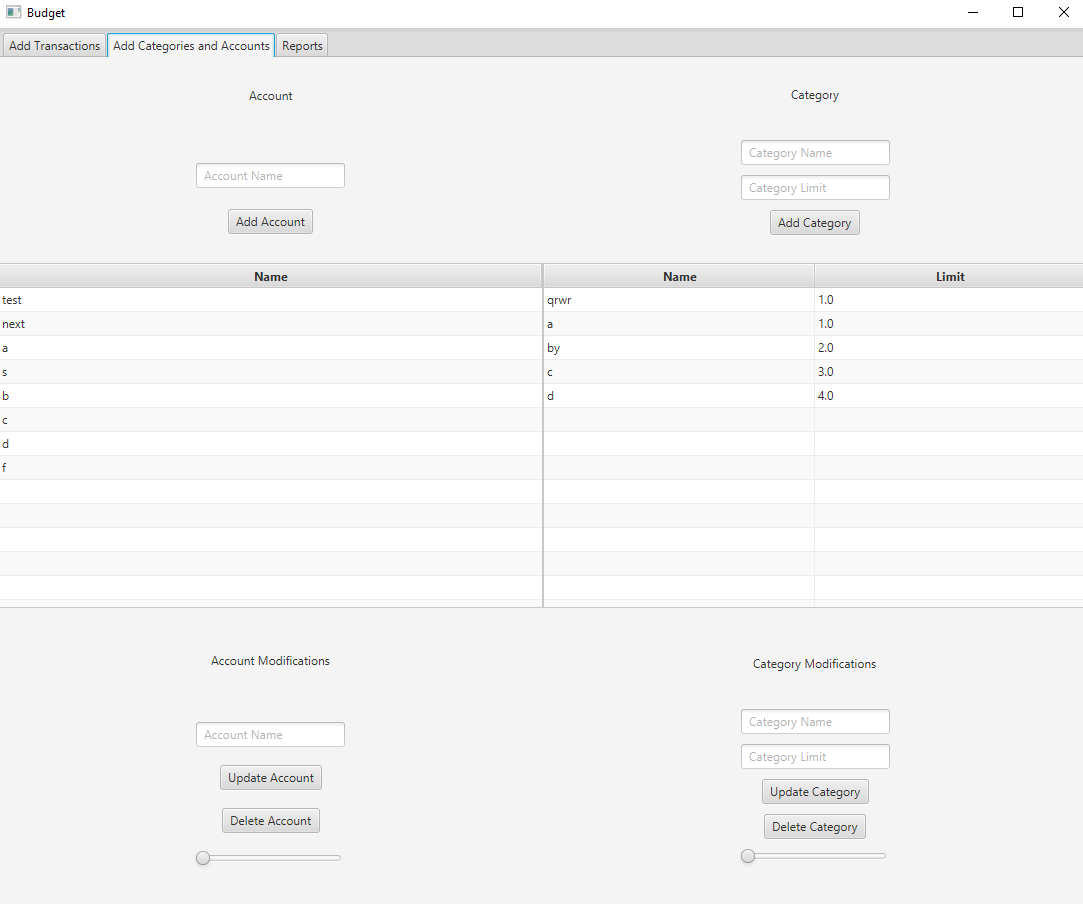 Budget
Add Transactions Add Categories and Accounts Reports
Account
Category
Account Name
Add Account
Category Name
Category Limit
Add Category
Name Name Limit
test qrwr 1.0
next a 1.0
a by 2.0
s c 3.0
b d 4.0
c
d
f
Account Modifications
Account Name
Update Account
Delete Account
Category Modifications
Category Name
Category Limit
Update Category
Delete Category